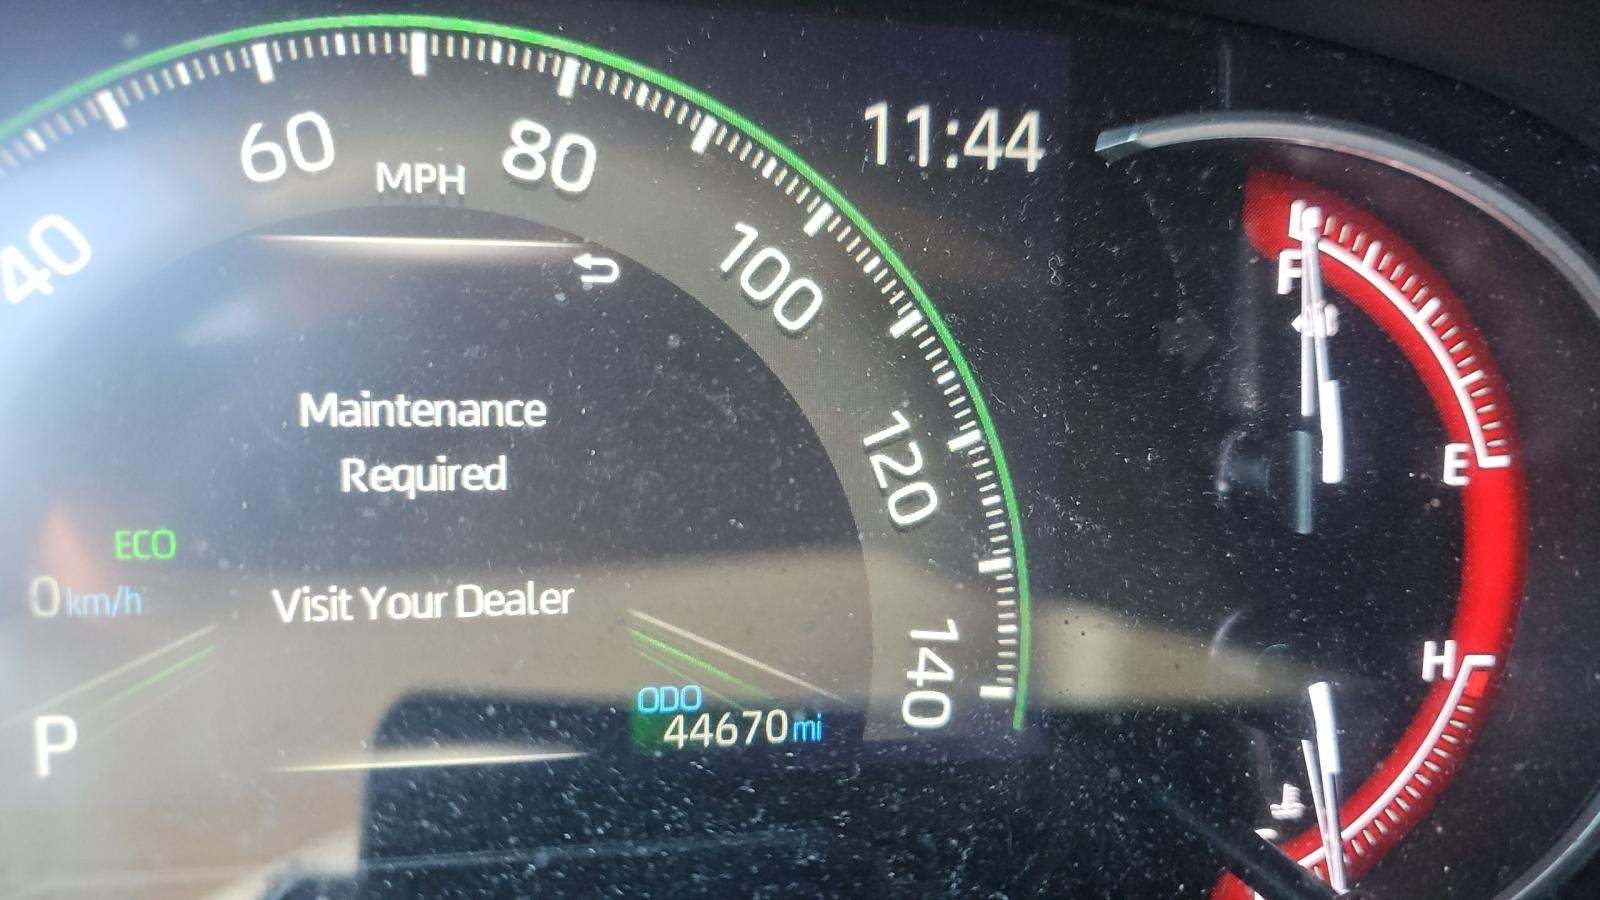 11:44
40
60
MPH
80
100
120
140
Maintenance
Required
Visit Your Dealer
ECO
0 km/h
P
ODO
44670 mi
F
E
H